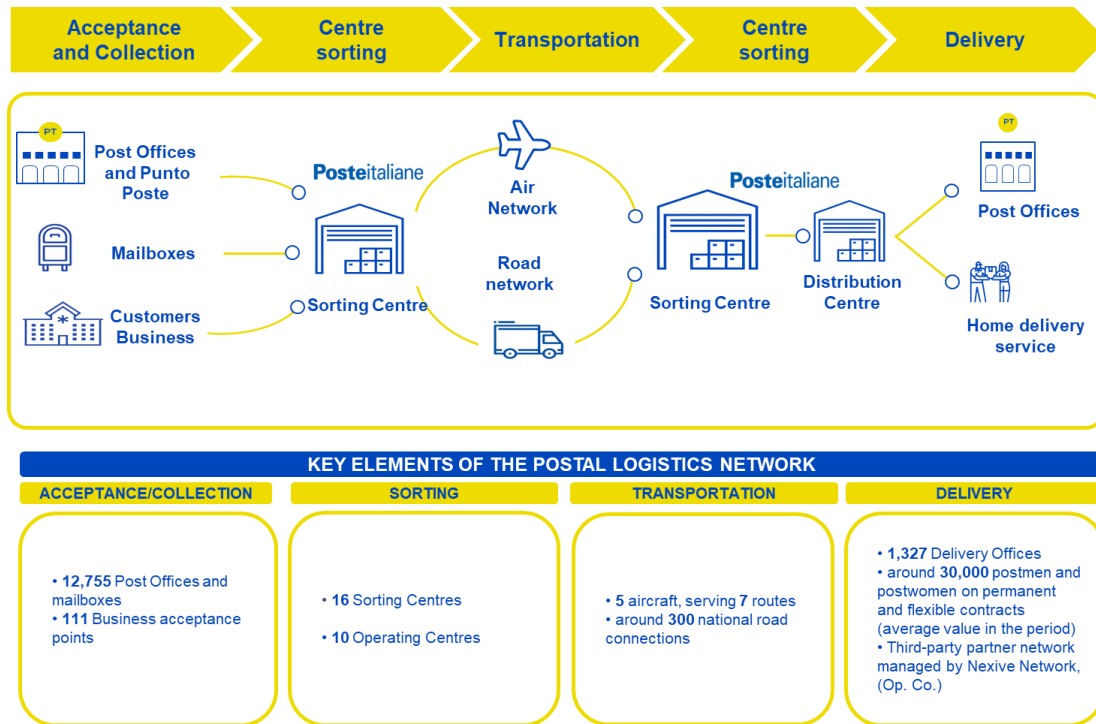 Acceptance
and Collection
Centre
sorting
Transportation
Centre
sorting
Delivery
PT
Post Offices
and Punto
Poste
Mailboxes
Customers
Business
Posteitaliane
Sorting Centre
Air
Network
Road
network
Posteitaliane
Sorting Centre
Distribution
Centre
PT
Post Offices
Home delivery
service
KEY ELEMENTS OF THE POSTAL LOGISTICS NETWORK
ACCEPTANCE/COLLECTION
• 12,755 Post Offices and
mailboxes
• 111 Business acceptance
points
SORTING
• 16 Sorting Centres
• 10 Operating Centres
TRANSPORTATION
• 5 aircraft, serving 7 routes
• around 300 national road
connections
DELIVERY
• 1,327 Delivery Offices
• around 30,000 postmen and
postwomen on permanent
and flexible contracts
(average value in the period)
• Third-party partner network
managed by Nexive Network,
(Op. Co.)